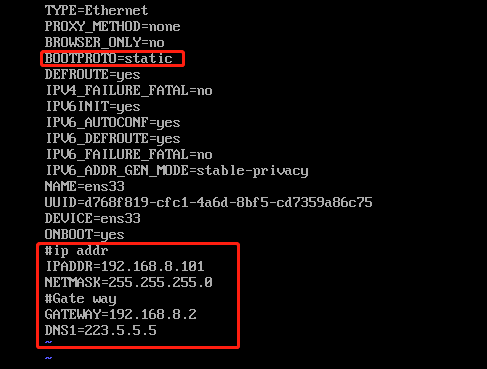 TYPE=Ethernet
PROXY_METHOD=none
BROWSER_ONLY=no
BOOTPROTO=static
DEFROUTE=yes
IPV4_FAILURE_FATAL=no
IPV6INIT=yes
IPV6_AUTOCONF=yes
IPV6_DEFROUTE=yes
IPV6_FAILURE_FATAL=no
IPV6_ADDR_GEN_MODE=stable-privacy
NAME=ens33
UUID=d768f819-cfc1-4a6d-8bf5-cd7359a86c75
DEVICE=ens33
ONBOOT=yes
#ip addr
IPADDR=192.168.8.101
NETMASK=255.255.255.0
#Gate way
GATEWAY=192.168.8.2
DNS1=223.5.5.5
~
~